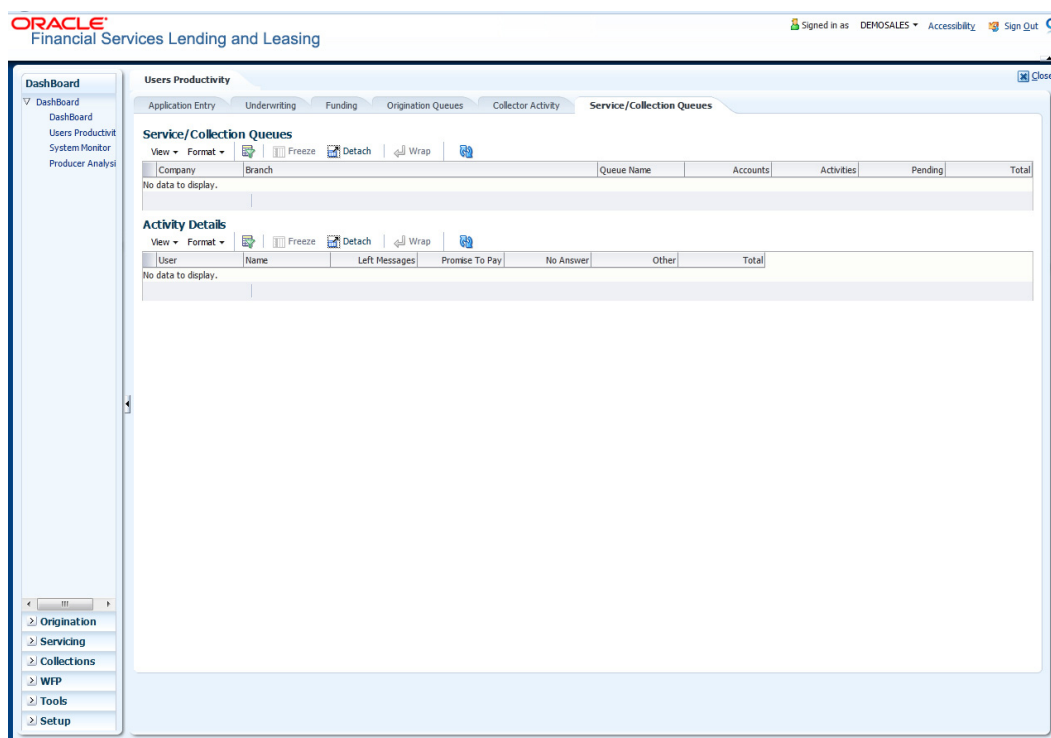 ORACLE®
Financial Services Lending and Leasing
Signed in as DEMOSALES Accessibility Sign Out
DashBoard
DashBoard
DashBoard
Users Productivit
System Monitor
Producer Analysi
Users Productivity
Close
Application Entry Underwriting Funding Origination Queues Collector Activity Service/Collection Queues
Service/Collection Queues
View Format Freeze Detach Wrap
Company Branch Queue Name Accounts Activities Pending Total
No data to display.
Activity Details
View Format Freeze Detach Wrap
User Name Left Messages Promise To Pay No Answer Other Total
No data to display.
Origination
Servicing
Collections
WFP
Tools
Setup